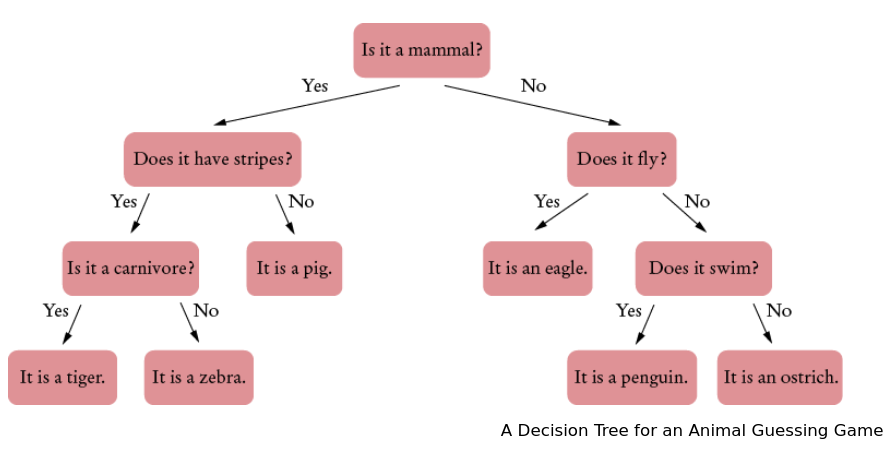 Is it a mammal?
Yes
No
Does it have stripes?
Does it fly?
Yes
No
Yes
No
Is it a carnivore?
It is a pig.
It is an eagle.
Does it swim?
Yes
No
Yes
No
It is a tiger.
It is a zebra.
It is a penguin.
It is an ostrich.
A Decision Tree for an Animal Guessing Game